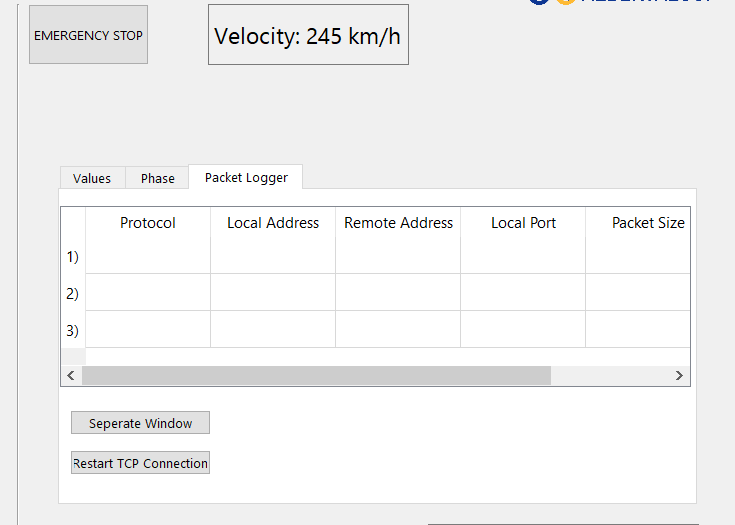 EMERGENCY STOP
Velocity: 245 km/h
Values Phase Packet Logger
Protocol Local Address Remote Address Local Port Packet Size
1)
2)
3)
Seperate Window
Restart TCP Connection